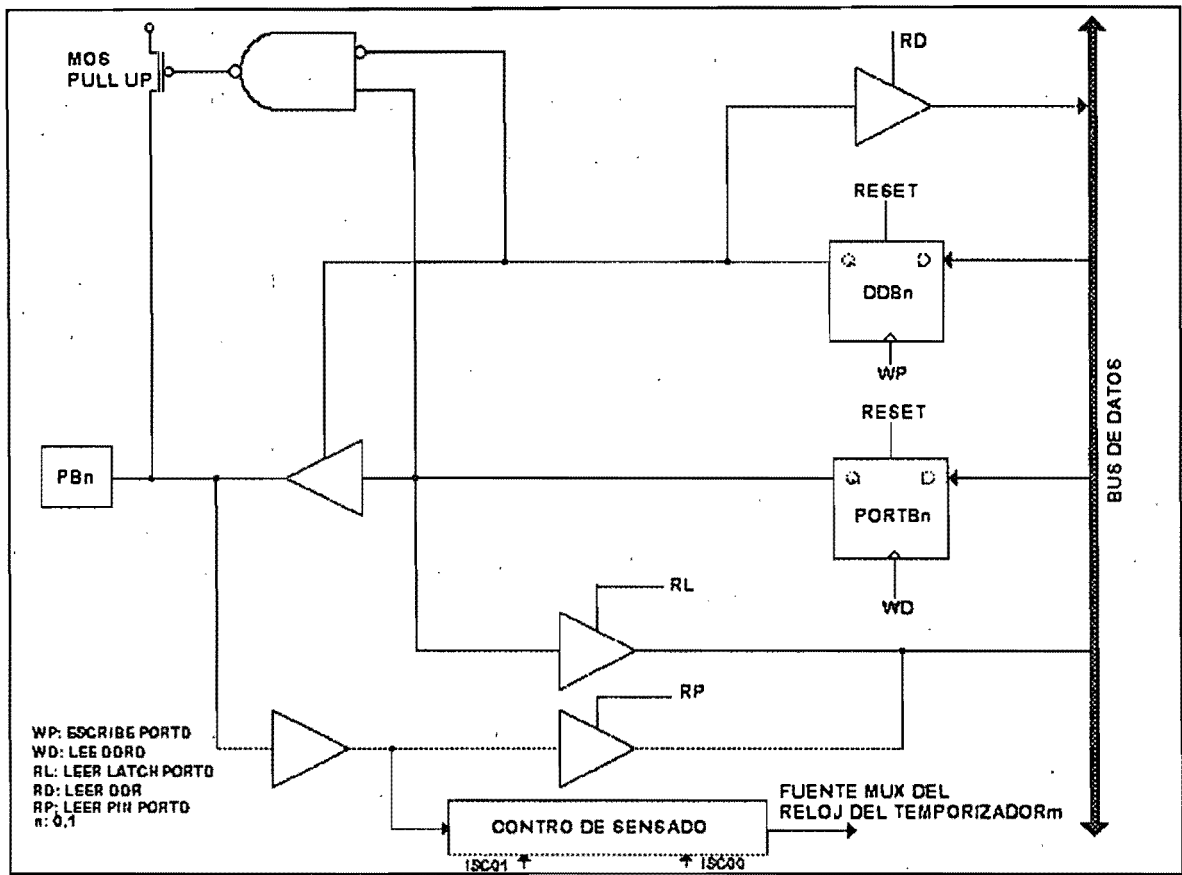 MOS
PULL UP
RD
RESET
Q D
DDBn
WP
BUS DE DATOS
RESET
PBn
Q D
PORTBn
WD
RL
RP
WP: ESCRIBE PORTD
WD: LEE DDRD
RL: LEER LATCH PORTD
RD: LEER DDR
RP: LEER PIN PORTD
n: 0,1
FUENTE MUX DEL
RELOJ DEL TEMPORIZADORm
CONTRO DE SENSADO
ISC01
ISC00